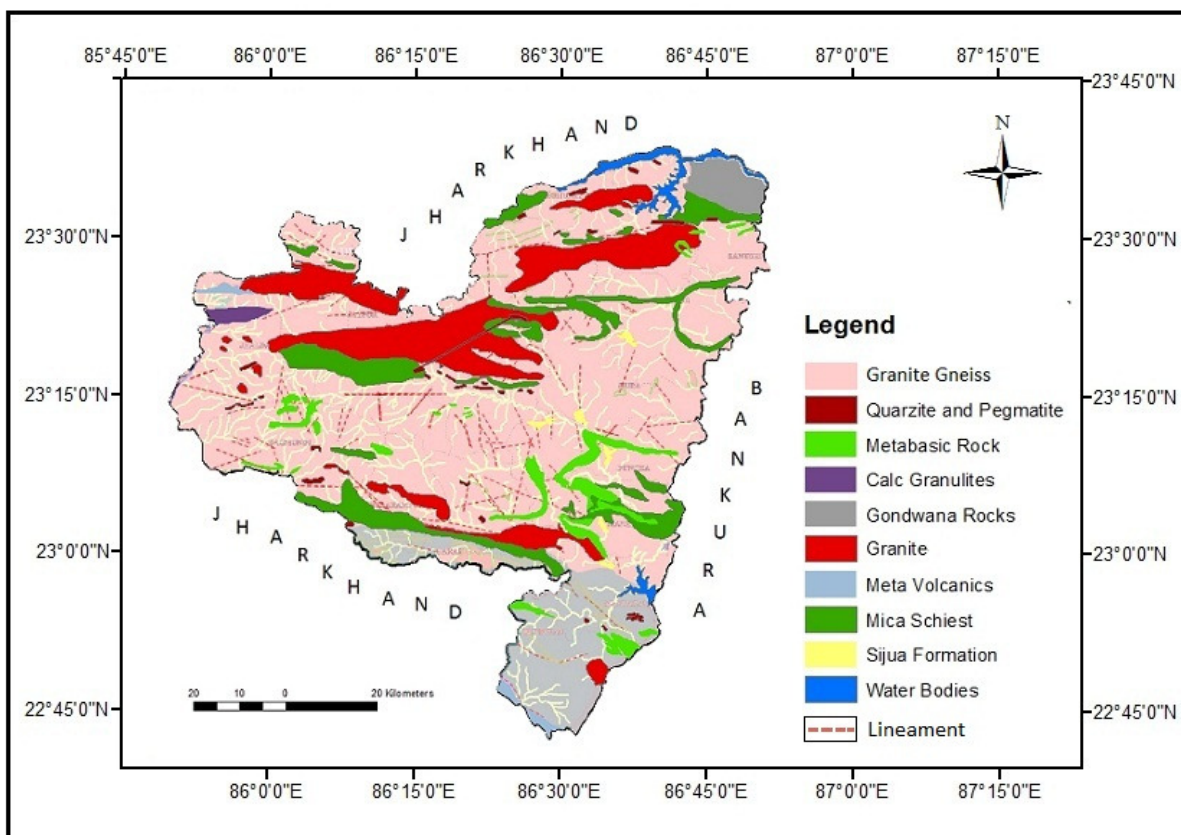 85°45'0"E 86°0'0"E 86°15'0"E 86°30'0"E 86°45'0"E 87°0'0"E 87°15'0"E
23°45'0"N
23°30'0"N 23°30'0"N
23°15'0"N 23°15'0"N
23°0'0"N 23°0'0"N
22°45'0"N 22°45'0"N
JHARKHAND
N
BANKURA
JHARKHAND
Legend
Granite Gneiss
Quarzite and Pegmatite
Metabasic Rock
Calc Granulites
Gondwana Rocks
Granite
Meta Volcanics
Mica Schiest
Sijua Formation
Water Bodies
Lineament
20 10 0 20 Kilometers
86°0'0"E 86°15'0"E 86°30'0"E 86°45'0"E 87°0'0"E 87°15'0"E